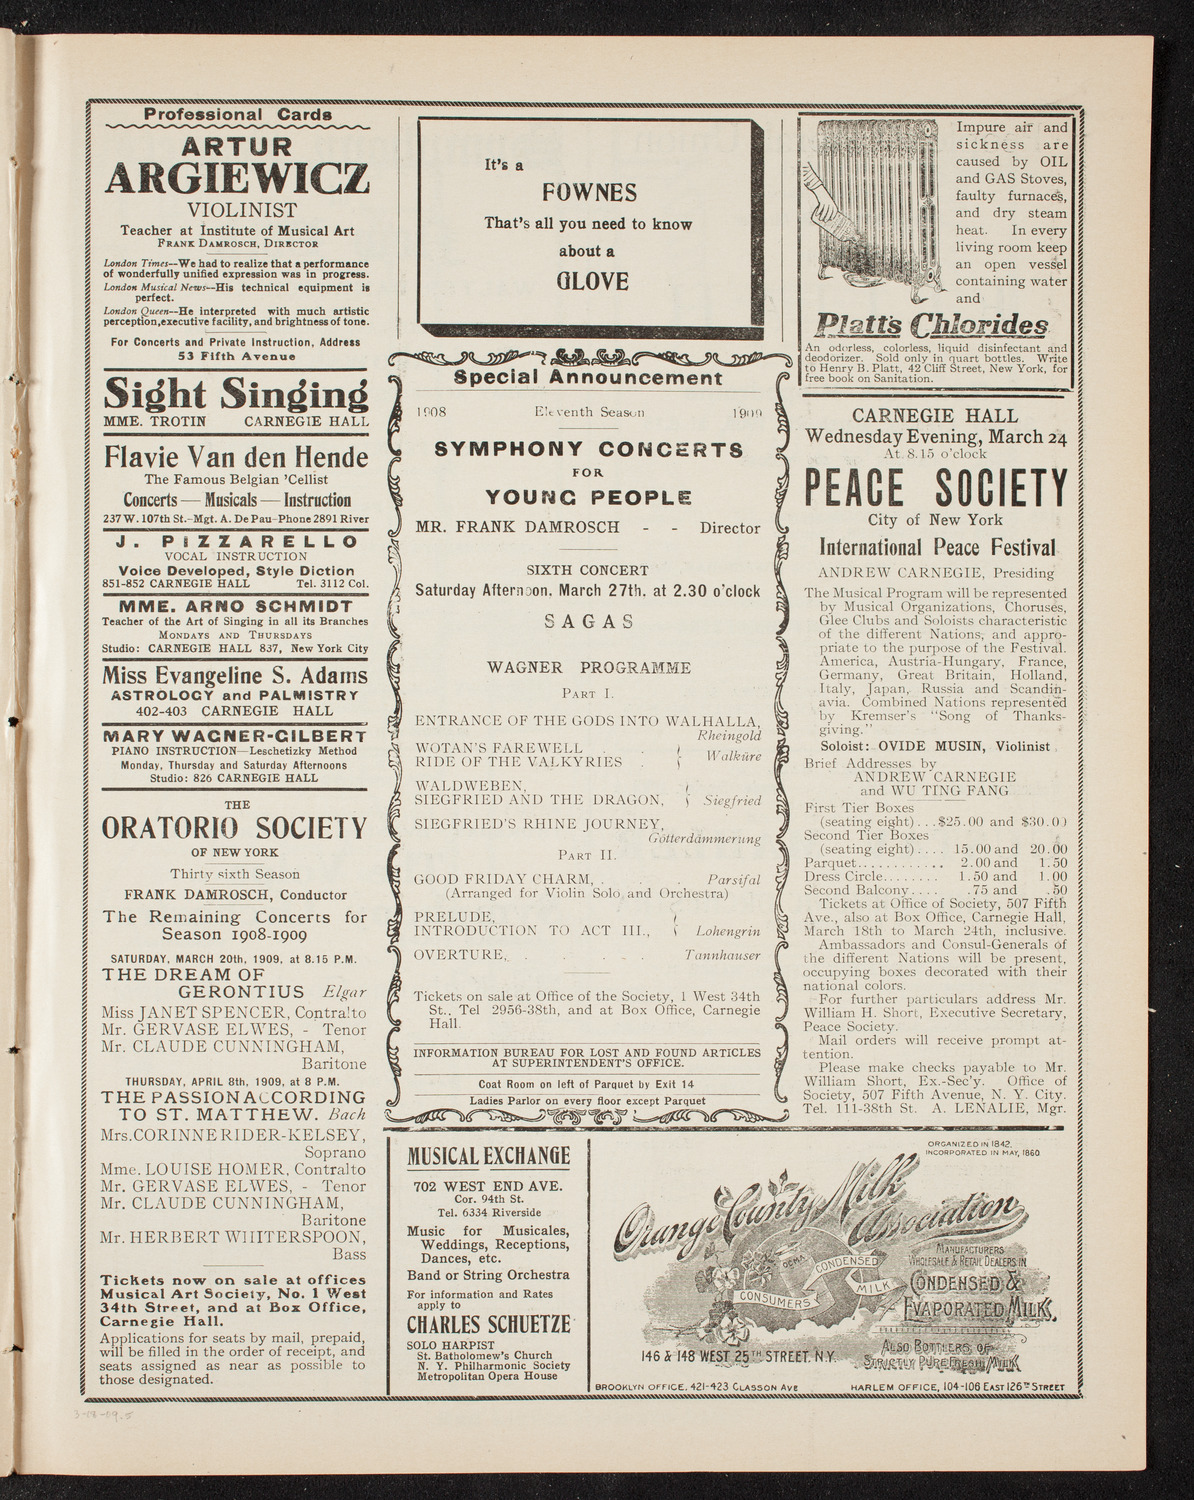 Professional Cards
ARTUR
ARGIEWICZ
VIOLINIST
Teacher at Institute of Musical Art
FRANK DAMROSCH, DIRECTOR
London Times--We had to realize that a performance
of wonderfully unified expression was in progress.
London Musical News--His technical equipment is
perfect.
London Queen--He interpreted with much artistic
perception,executive facility, and brightness of tone.
For Concerts and Private Instruction, Address
53 Fifth Avenue
Sight Singing
MME. TROTIN CARNEGIE HALL
Flavie Van den Hende
The Famous Belgian 'Cellist
Concerts — Musicals — Instruction
237 W. 107th St.-Mgt. A. De Pau-Phone 2891 River
J. PIZZARELLO
VOCAL INSTRUCTION
Voice Developed, Style Diction
851-852 CARNEGIE HALL Tel. 3112 Col.
MME. ARNO SCHMIDT
Teacher of the Art of Singing in all its Branches
MONDAYS AND THURSDAYS
Studio: CARNEGIE HALL 837, New York City
Miss Evangeline S. Adams
ASTROLOGY and PALMISTRY
402-403 CARNEGIE HALL
MARY WAGNER-GILBERT
PIANO INSTRUCTION—Leschetizky Method
Monday, Thursday and Saturday Afternoons
Studio: 826 CARNEGIE HALL
THE
ORATORIO SOCIETY
OF NEW YORK
Thirty sixth Season
FRANK DAMROSCH, Conductor
The Remaining Concerts for
Season 1908-1909
SATURDAY, MARCH 20th, 1909, at 8.15 P.M.
THE DREAM OF
GERONTIUS Elgar
Miss JANET SPENCER, Contralto
Mr. GERVASE ELWES, - Tenor
Mr. CLAUDE CUNNINGHAM,
Baritone
THURSDAY, APRIL 8th, 1909, at 8 P.M.
THE PASSION ACCORDING
TO ST. MATTHEW. Bach
Mrs. CORINNE RIDER-KELSEY,
Soprano
Mme. LOUISE HOMER, Contralto
Mr. GERVASE ELWES, - Tenor
Mr. CLAUDE CUNNINGHAM,
Baritone
Mr. HERBERT WHITERSPOON,
Bass
Tickets now on sale at offices
Musical Art Society, No. 1 West
34th Street, and at Box Office,
Carnegie Hall.
Applications for seats by mail, prepaid,
will be filled in the order of receipt, and
seats assigned as near as possible to
those designated.
It's a
FOWNES
That's all you need to know
about a
GLOVE
Special Announcement
1908 Eleventh Season 1909
SYMPHONY CONCERTS
FOR
YOUNG PEOPLE
MR. FRANK DAMROSCH - - Director
SIXTH CONCERT
Saturday Afternoon. March 27th. at 2.30 o'clock
SAGAS
WAGNER PROGRAMME
PART I.
ENTRANCE OF THE GODS INTO WALHALLA,
Rheingold
WOTAN'S FAREWELL . .
RIDE OF THE VALKYRIES . Walküre
WALDWEBEN,
SIEGFRIED AND THE DRAGON, Siegfried
SIEGFRIED'S RHINE JOURNEY,
Götterdämmerung
PART II.
GOOD FRIDAY CHARM, . . . Parsifal
(Arranged for Violin Solo and Orchestra)
PRELUDE,
INTRODUCTION TO ACT III., Lohengrin
OVERTURE, . . . . Tannhauser
Tickets on sale at Office of the Society, 1 West 34th
St., Tel 2956-38th, and at Box Office, Carnegie
Hall.
INFORMATION BUREAU FOR LOST AND FOUND ARTICLES
AT SUPERINTENDENT'S OFFICE.
Coat Room on left of Parquet by Exit 14
Ladies Parlor on every floor except Parquet
MUSICAL EXCHANGE
702 WEST END AVE.
Cor. 94th St.
Tel. 6334 Riverside
Music for Musicales,
Weddings, Receptions,
Dances, etc.
Band or String Orchestra
For information and Rates
apply to
CHARLES SCHUETZE
SOLO HARPIST
St. Batholomew's Church
N. Y. Philharmonic Society
Metropolitan Opera House
Impure air and
sickness are
caused by OIL
and GAS Stoves,
faulty furnaces,
and dry steam
heat. In every
living room keep
an open vessel
containing water
and
Platt's Chlorides
An odorless, colorless, liquid disinfectant and
deodorizer. Sold only in quart bottles. Write
to Henry B. Platt, 42 Cliff Street, New York, for
free book on Sanitation.
CARNEGIE HALL
Wednesday Evening, March 24
At 8.15 o'clock
PEACE SOCIETY
City of New York
International Peace Festival
ANDREW CARNEGIE, Presiding
The Musical Program will be represented
by Musical Organizations, Choruses,
Glee Clubs and Soloists characteristic
of the different Nations, and appro-
priate to the purpose of the Festival.
America, Austria-Hungary, France,
Germany, Great Britain, Holland,
Italy, Japan, Russia and Scandin-
avia. Combined Nations represented
by Kremser's "Song of Thanks-
giving."
Soloist: OVIDE MUSIN, Violinist
Brief Addresses by
ANDREW CARNEGIE
and WU TING FANG
First Tier Boxes
(seating eight)...$25.00 and $30.00
Second Tier Boxes
(seating eight).... 15.00 and 20.00
Parquet........... 2.00 and 1.50
Dress Circle........ 1.50 and 1.00
Second Balcony.... .75 and .50
Tickets at Office of Society, 507 Fifth
Ave., also at Box Office, Carnegie Hall,
March 18th to March 24th, inclusive.
Ambassadors and Consul-Generals of
the different Nations will be present,
occupying boxes decorated with their
national colors.
For further particulars address Mr.
William H. Short, Executive Secretary,
Peace Society.
Mail orders will receive prompt at-
tention.
Please make checks payable to Mr.
William Short, Ex.-Sec'y. Office of
Society, 507 Fifth Avenue, N. Y. City.
Tel. 111-38th St. A. LENALIE, Mgr.
ORGANIZED IN 1842,
INCORPORATED IN MAY, 1860
Orange County Milk
Association
MANUFACTURERS
WHOLESALE & RETAIL DEALERS IN
CONDENSED &
EVAPORATED MILK,
OCMA
CONDENSED
MILK
CONSUMERS
ALSO BOTTLERS OF
STRICTLY PURE FRESH MILK
146 & 148 WEST 25TH STREET. N.Y.
BROOKLYN OFFICE. 421-423 CLASSON AVE HARLEM OFFICE, 104-106 EAST 126TH STREET
3-18-09.5